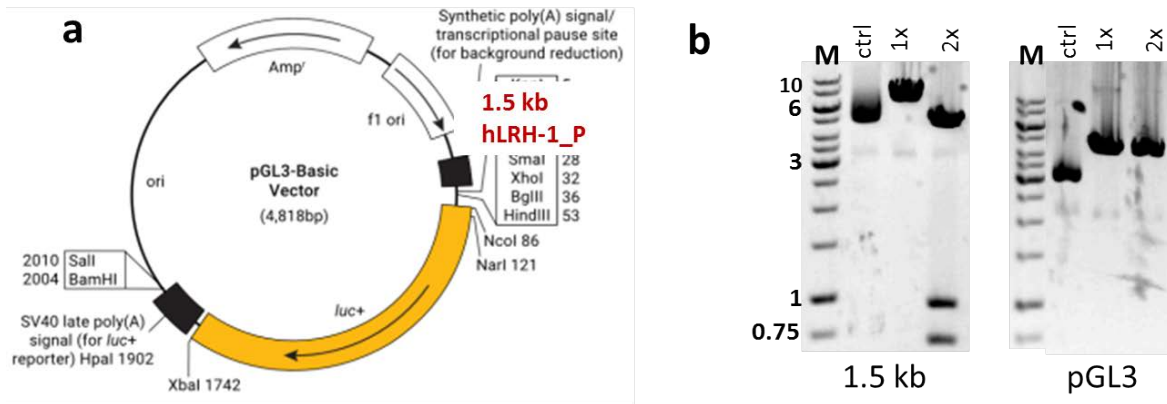 a
Synthetic poly(A) signal/
transcriptional pause site
(for background reduction)
Ampʳ
f1 ori
1.5 kb
hLRH-1_P
SmaI 28
XhoI 32
BglII 36
HindIII 53
NcoI 86
NarI 121
ori
pGL3-Basic
Vector
(4,818bp)
2010 SalI
2004 BamHI
luc+
SV40 late poly(A)
signal (for luc+
reporter) HpaI 1902
XbaI 1742
b
M ctrl 1x 2x
10
6
3
1
0.75
1.5 kb
M ctrl 1x 2x
pGL3